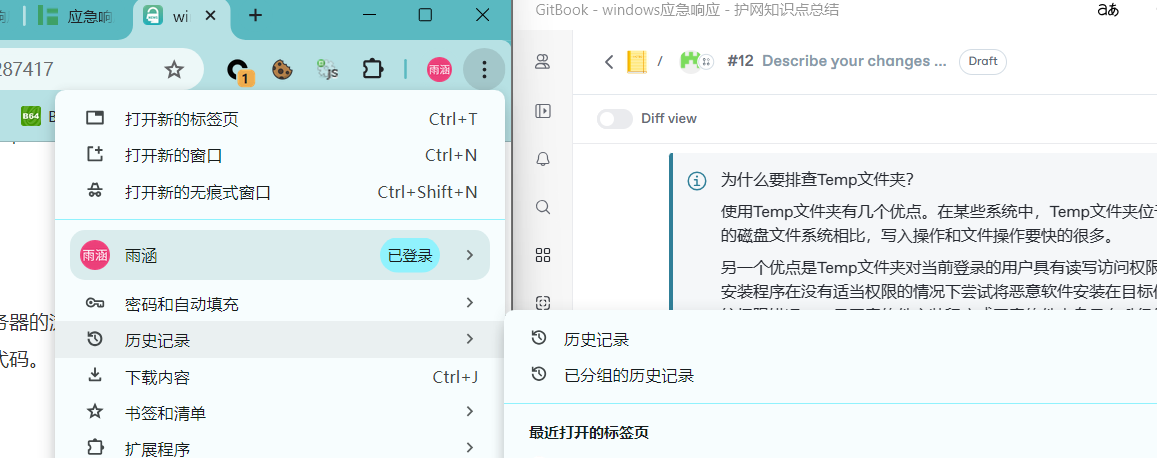 应急响
wi
GitBook - windows应急响应 - 护网知识点总结
287417
1
js
雨涵
B64
打开新的标签页 Ctrl+T
打开新的窗口 Ctrl+N
打开新的无痕式窗口 Ctrl+Shift+N
雨涵 雨涵 已登录
密码和自动填充
历史记录
下载内容 Ctrl+J
书签和清单
扩展程序
务器的
代码。
/ #12 Describe your changes ... Draft
Diff view
为什么要排查Temp文件夹?
使用Temp文件夹有几个优点。在某些系统中，Temp文件夹位于
的磁盘文件系统相比，写入操作和文件操作要快的很多。
另一个优点是Temp文件夹对当前登录的用户具有读写访问权限
安装程序在没有适当权限的情况下尝试将恶意软件安装在目标
历史记录
已分组的历史记录
最近打开的标签页